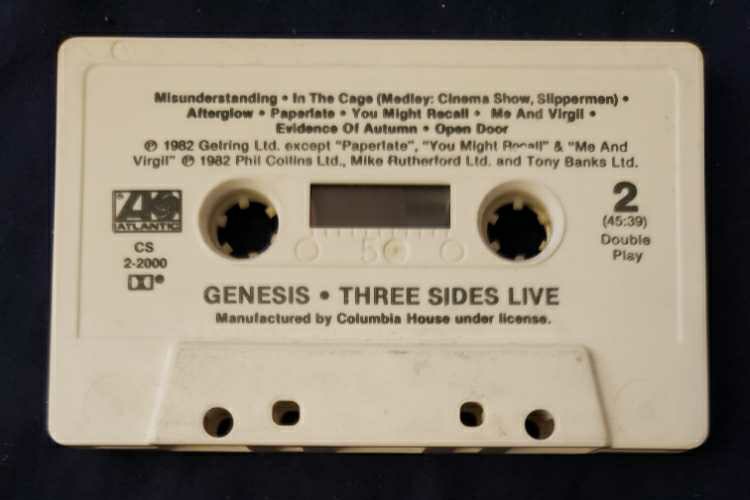 Misunderstanding • In The Cage (Medley: Cinema Show, Slippermen) •
Afterglow • Paperlate • You Might Recall • Me And Virgil •
Evidence Of Autumn • Open Door
℗ 1982 Gelring Ltd. except "Paperlate", "You Might Recall" & "Me And
Virgil" ℗ 1982 Phil Collins Ltd., Mike Rutherford Ltd. and Tony Banks Ltd.
ATLANTIC
CS
2-2000
2
(45:39)
Double
Play
50
GENESIS • THREE SIDES LIVE
Manufactured by Columbia House under license.